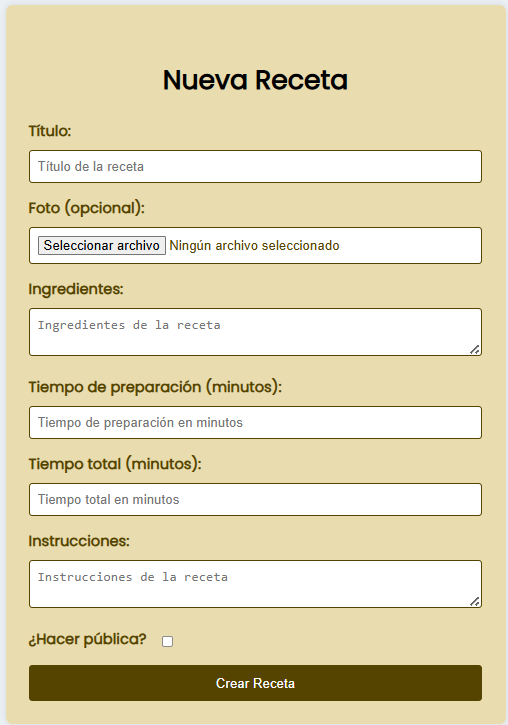 Nueva Receta
Título:
Título de la receta
Foto (opcional):
Seleccionar archivo Ningún archivo seleccionado
Ingredientes:
Ingredientes de la receta
Tiempo de preparación (minutos):
Tiempo de preparación en minutos
Tiempo total (minutos):
Tiempo total en minutos
Instrucciones:
Instrucciones de la receta
¿Hacer pública?
Crear Receta